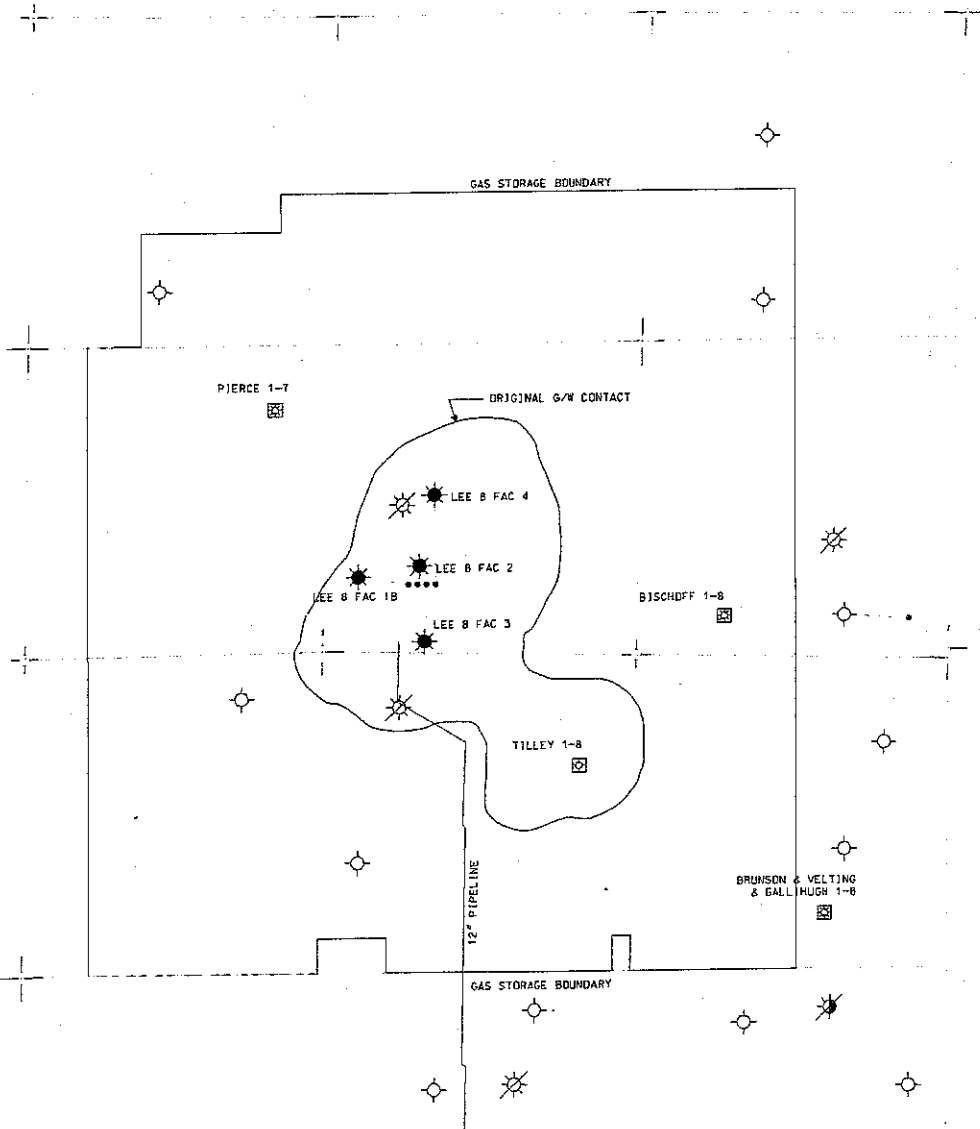 GAS STORAGE BOUNDARY
PIERCE 1-7
ORIGINAL G/W CONTACT
LEE 8 FAC 4
LEE 8 FAC 2
LEE 8 FAC 1B
BISCHOFF 1-8
LEE 8 FAC 3
TILLEY 1-8
BRUNSON & VELTING
& GALLIHUGH 1-8
12" PIPELINE
GAS STORAGE BOUNDARY